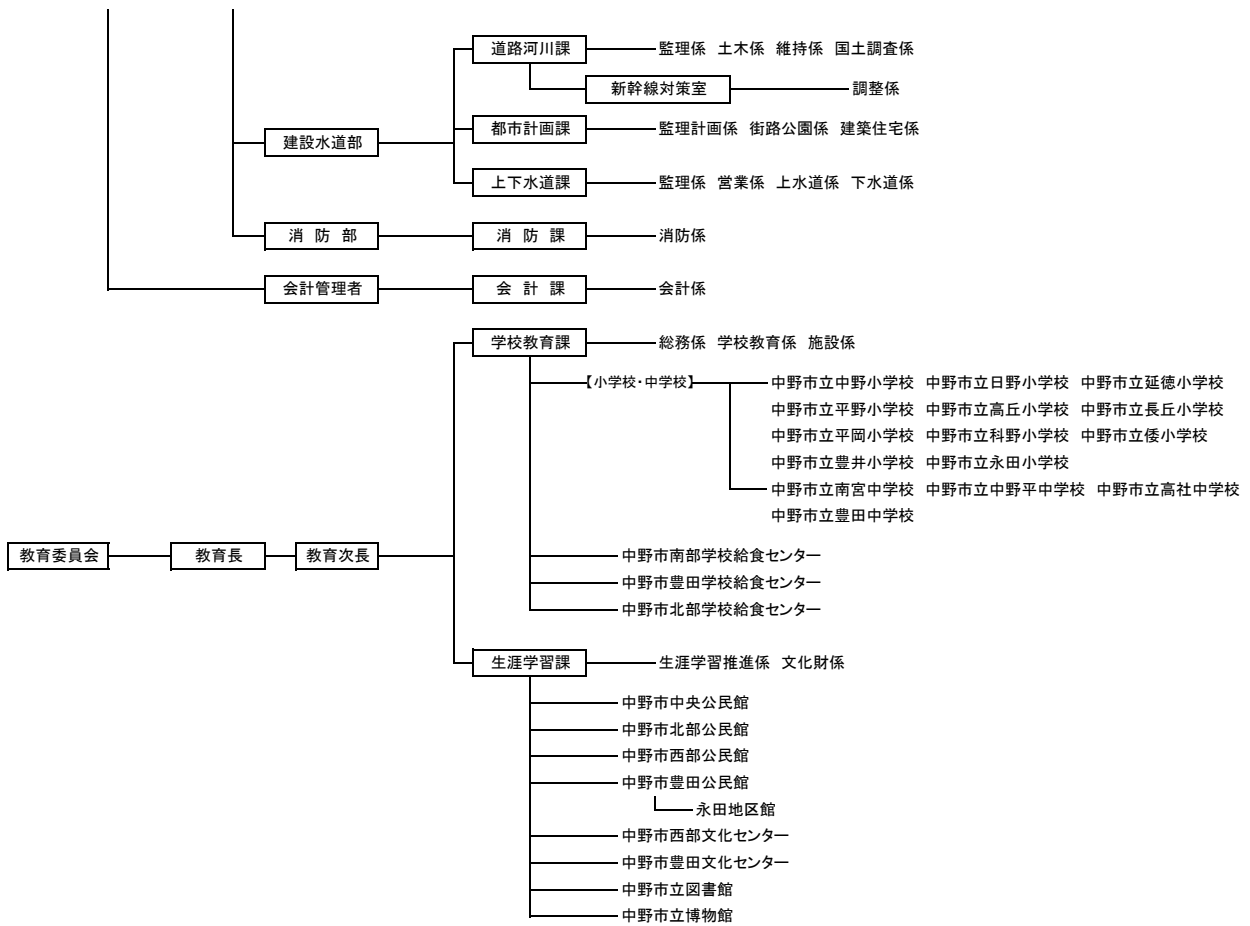 道路河川課 監理係 土木係 維持係 国土調査係
新幹線対策室 調整係
都市計画課 監理計画係 街路公園係 建築住宅係
建設水道部
上下水道課 監理係 営業係 上水道係 下水道係
消防部 消防課 消防係
会計管理者 会計課 会計係
学校教育課 総務係 学校教育係 施設係
【小学校・中学校】 中野市立中野小学校 中野市立日野小学校 中野市立延徳小学校
中野市立平野小学校 中野市立高丘小学校 中野市立長丘小学校
中野市立平岡小学校 中野市立科野小学校 中野市立倭小学校
中野市立豊井小学校 中野市立永田小学校
中野市立南宮中学校 中野市立中野平中学校 中野市立高社中学校
中野市立豊田中学校
教育委員会 教育長 教育次長 中野市南部学校給食センター
中野市豊田学校給食センター
中野市北部学校給食センター
生涯学習課 生涯学習推進係 文化財係
中野市中央公民館
中野市北部公民館
中野市西部公民館
中野市豊田公民館
永田地区館
中野市西部文化センター
中野市豊田文化センター
中野市立図書館
中野市立博物館